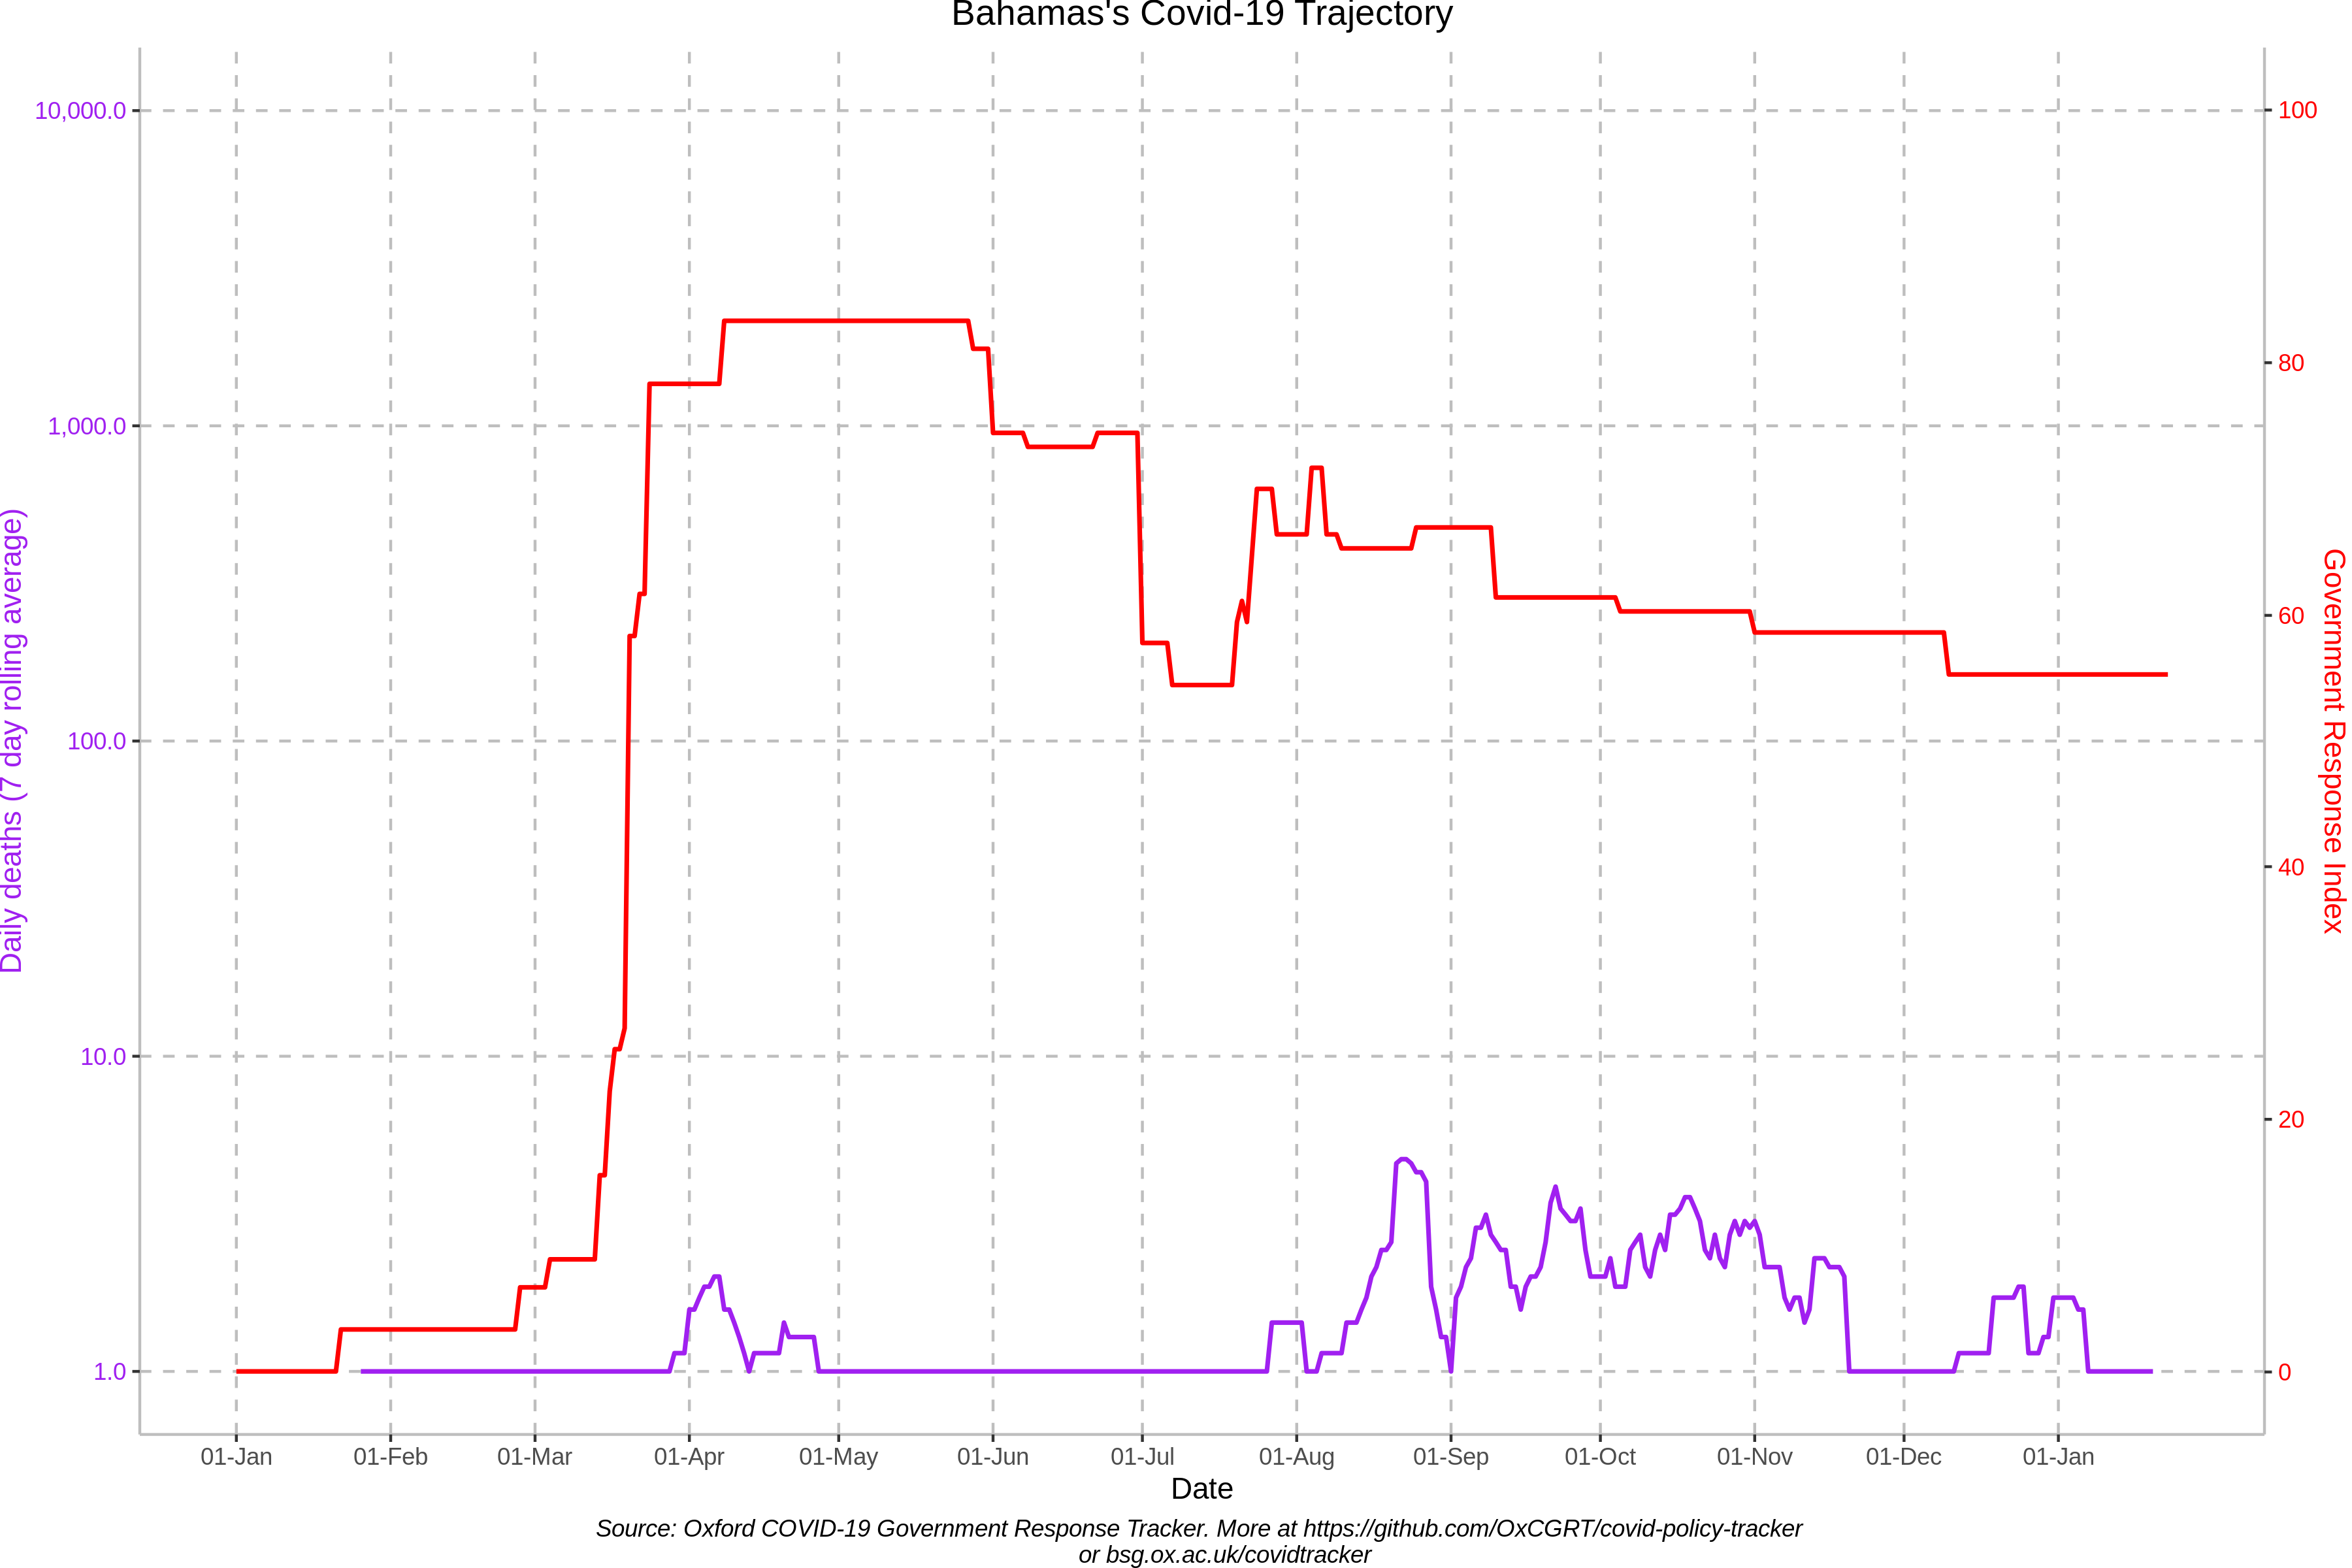 Bahamas's Covid-19 Trajectory
10,000.0
1,000.0
100.0
10.0
1.0
Daily deaths (7 day rolling average)
100
80
60
40
20
0
Government Response Index
01-Jan 01-Feb 01-Mar 01-Apr 01-May 01-Jun 01-Jul 01-Aug 01-Sep 01-Oct 01-Nov 01-Dec 01-Jan
Date
Source: Oxford COVID-19 Government Response Tracker. More at https://github.com/OxCGRT/covid-policy-tracker
or bsg.ox.ac.uk/covidtracker